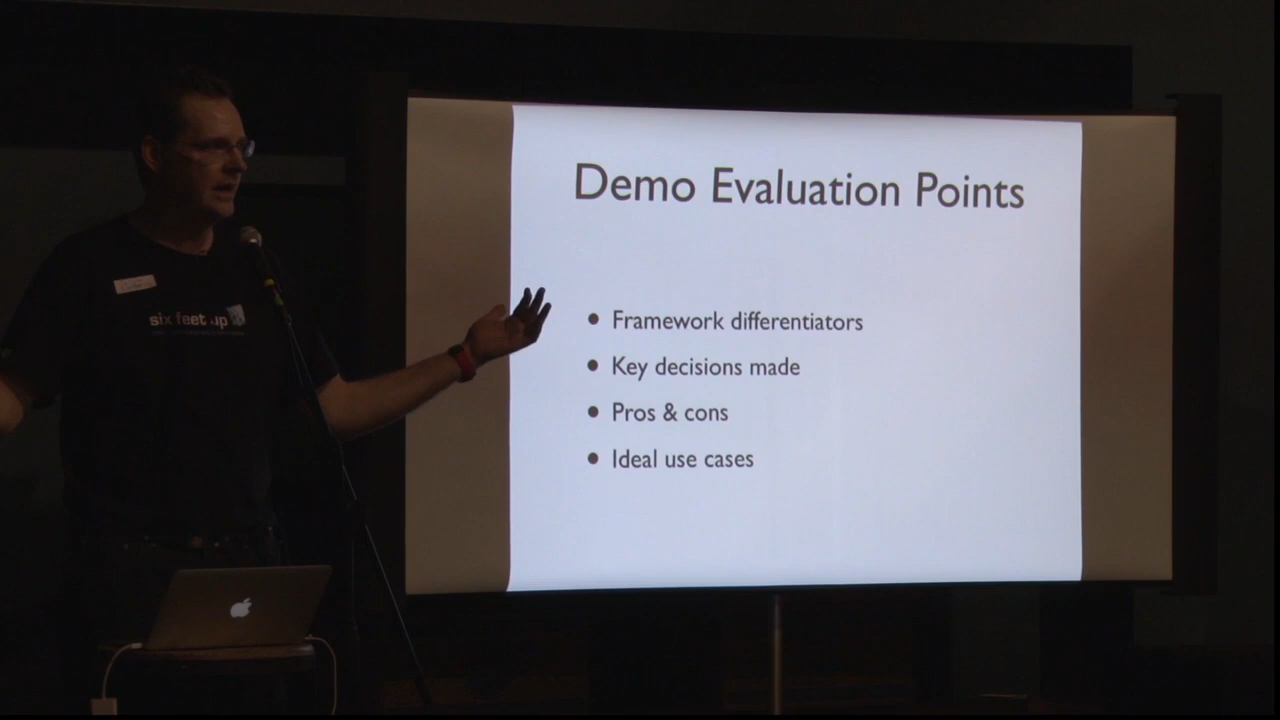 Demo Evaluation Points
• Framework differentiators
• Key decisions made
• Pros & cons
• Ideal use cases
six feet up